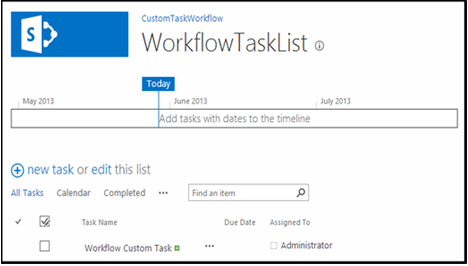 S
CustomTaskWorkflow
WorkflowTaskList
Today
May 2013 June 2013 July 2013
Add tasks with dates to the timeline
new task or edit this list
All Tasks Calendar Completed ••• Find an item
Task Name Due Date Assigned To
Workflow Custom Task ••• Administrator